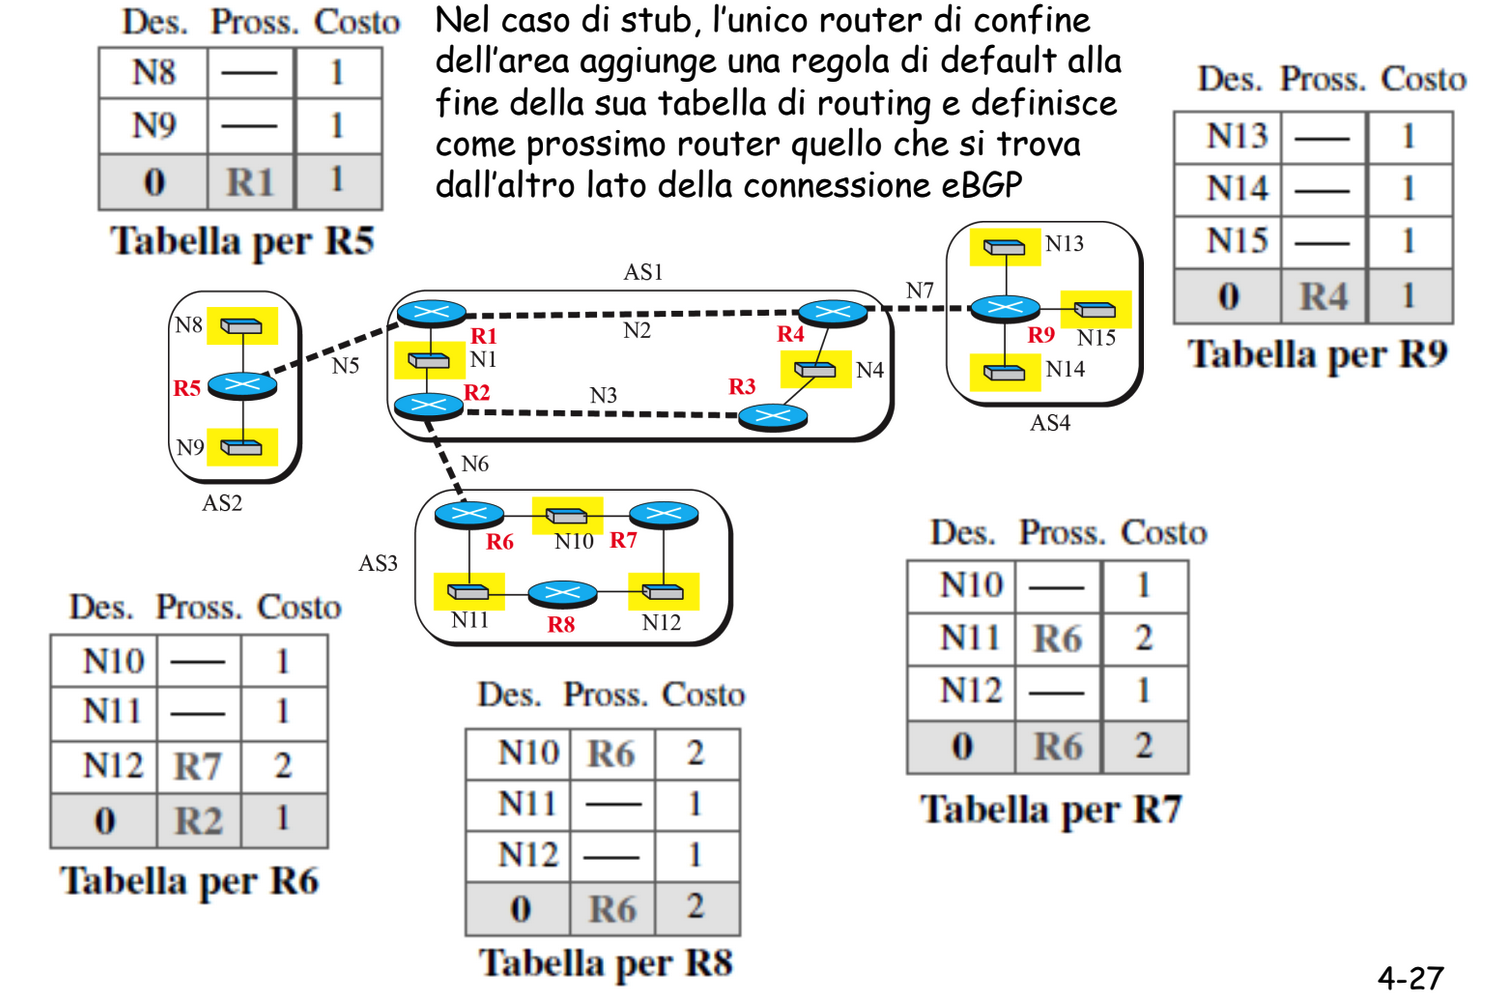 Des. Pross. Costo
N8 — 1
N9 — 1
0 R1 1
Tabella per R5
Nel caso di stub, l'unico router di confine
dell'area aggiunge una regola di default alla
fine della sua tabella di routing e definisce
come prossimo router quello che si trova
dall'altro lato della connessione eBGP
Des. Pross. Costo
N13 — 1
N14 — 1
N15 — 1
0 R4 1
Tabella per R9
AS1
N8
R5
N9
AS2
N5
R1
N1
R2
N2
N3
R4
N4
R3
N7
N13
R9
N15
N14
AS4
N6
AS3
R6
N10
R7
N11
R8
N12
Des. Pross. Costo
N10 — 1
N11 — 1
N12 R7 2
0 R2 1
Tabella per R6
Des. Pross. Costo
N10 R6 2
N11 — 1
N12 — 1
0 R6 2
Tabella per R8
Des. Pross. Costo
N10 — 1
N11 R6 2
N12 — 1
0 R6 2
Tabella per R7
4-27